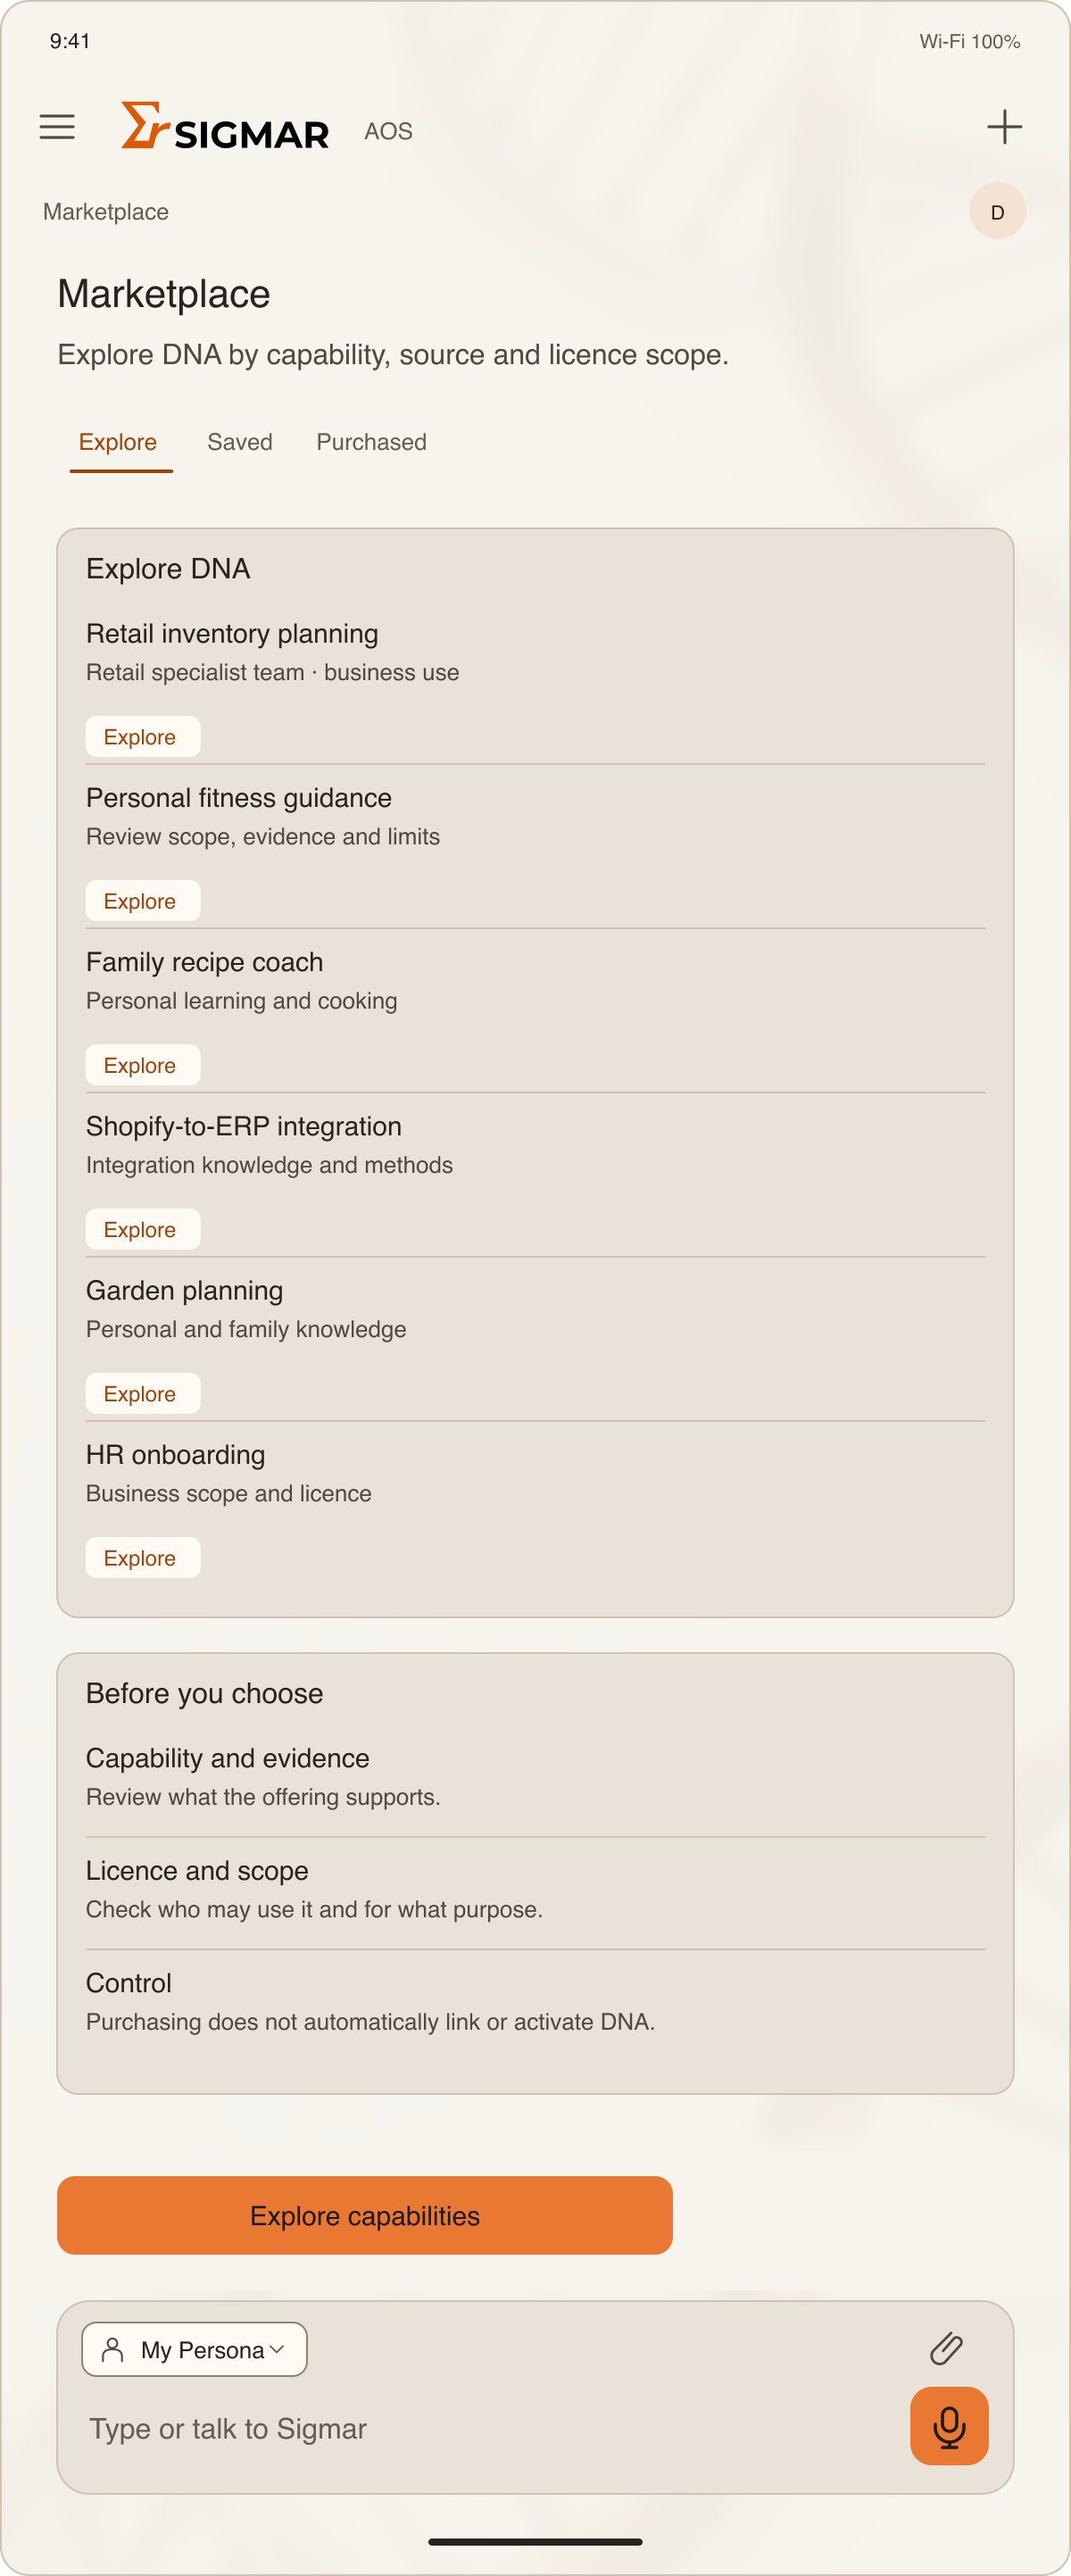 9:41
Wi-Fi 100%
Σr SIGMAR AOS
Marketplace
D
Marketplace
Explore DNA by capability, source and licence scope.
Explore Saved Purchased
Explore DNA
Retail inventory planning
Retail specialist team · business use
Explore
Personal fitness guidance
Review scope, evidence and limits
Explore
Family recipe coach
Personal learning and cooking
Explore
Shopify-to-ERP integration
Integration knowledge and methods
Explore
Garden planning
Personal and family knowledge
Explore
HR onboarding
Business scope and licence
Explore
Before you choose
Capability and evidence
Review what the offering supports.
Licence and scope
Check who may use it and for what purpose.
Control
Purchasing does not automatically link or activate DNA.
Explore capabilities
My Persona
Type or talk to Sigmar